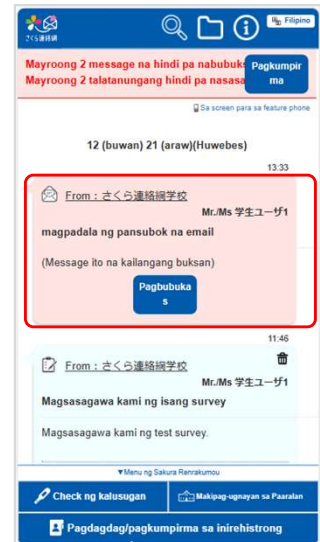 さくら連絡網
Filipino
Mayroong 2 message na hindi pa nabubuks
Mayroong 2 talatanungang hindi pa nasasa
Pagkumpir
ma
Sa screen para sa feature phone
12 (buwan) 21 (araw)(Huwebes)
13:33
From：さくら連絡網学校
Mr./Ms 学生ユーザ1
magpadala ng pansubok na email
(Message ito na kailangang buksan)
Pagbubuka
s
11:46
From：さくら連絡網学校
Mr./Ms 学生ユーザ1
Magsasagawa kami ng isang survey
Magsasagawa kami ng test survey.
▼Menu ng Sakura Renrakumou
Check ng kalusugan
Makipag-ugnayan sa Paaralan
Pagdagdag/pagkumpirma sa inirehistrong